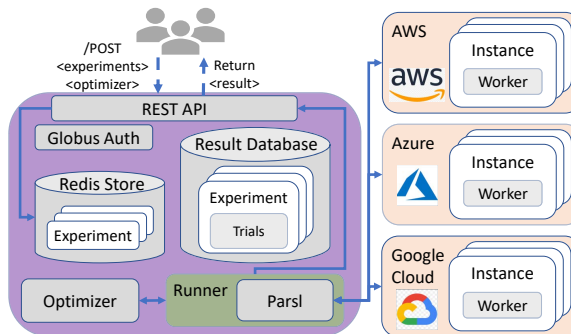 /POST
<experiments>
<optimizer>
Return
<result>
REST API
Globus Auth
Result Database
Redis Store
Experiment
Experiment
Trials
Optimizer
Runner
Parsl
AWS
aws
Instance
Worker
Azure
Instance
Worker
Google
Cloud
Instance
Worker